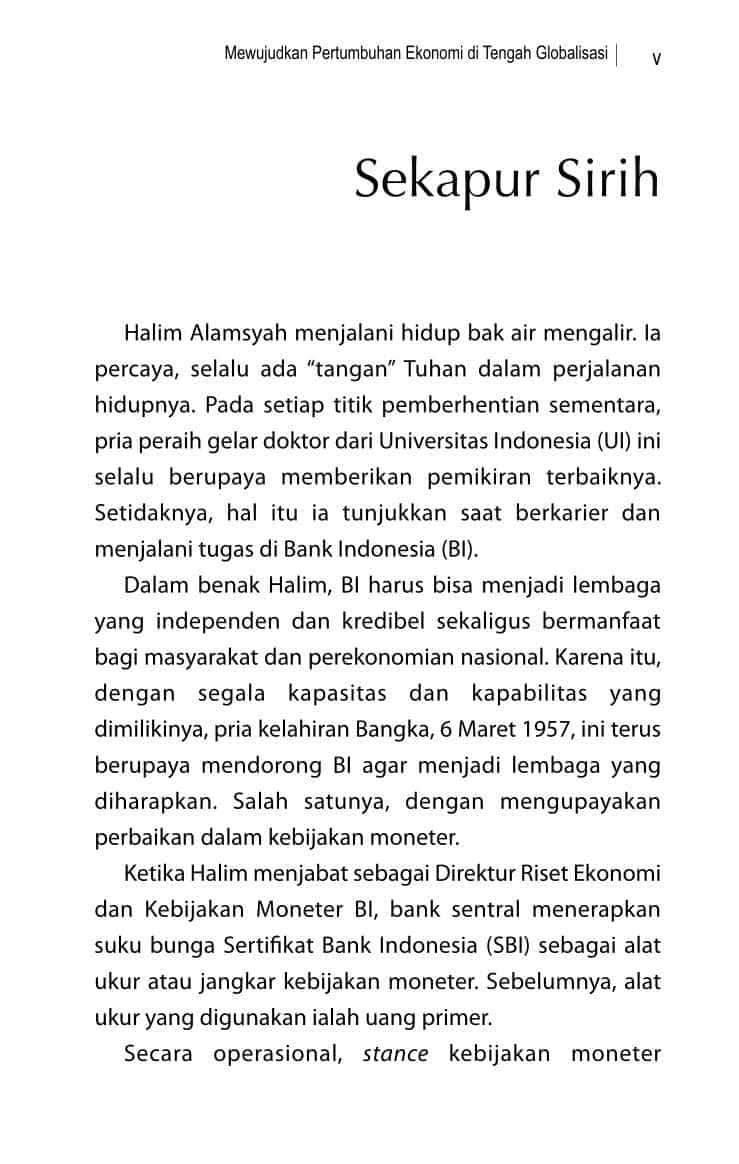 Mewujudkan Pertumbuhan Ekonomi di Tengah Globalisasi | v
Sekapur Sirih
Halim Alamsyah menjalani hidup bak air mengalir. Ia
percaya, selalu ada “tangan” Tuhan dalam perjalanan
hidupnya. Pada setiap titik pemberhentian sementara,
pria peraih gelar doktor dari Universitas Indonesia (UI) ini
selalu berupaya memberikan pemikiran terbaiknya.
Setidaknya, hal itu ia tunjukkan saat berkarier dan
menjalani tugas di Bank Indonesia (BI).
Dalam benak Halim, BI harus bisa menjadi lembaga
yang independen dan kredibel sekaligus bermanfaat
bagi masyarakat dan perekonomian nasional. Karena itu,
dengan segala kapasitas dan kapabilitas yang
dimilikinya, pria kelahiran Bangka, 6 Maret 1957, ini terus
berupaya mendorong BI agar menjadi lembaga yang
diharapkan. Salah satunya, dengan mengupayakan
perbaikan dalam kebijakan moneter.
Ketika Halim menjabat sebagai Direktur Riset Ekonomi
dan Kebijakan Moneter BI, bank sentral menerapkan
suku bunga Sertifikat Bank Indonesia (SBI) sebagai alat
ukur atau jangkar kebijakan moneter. Sebelumnya, alat
ukur yang digunakan ialah uang primer.
Secara operasional, stance kebijakan moneter